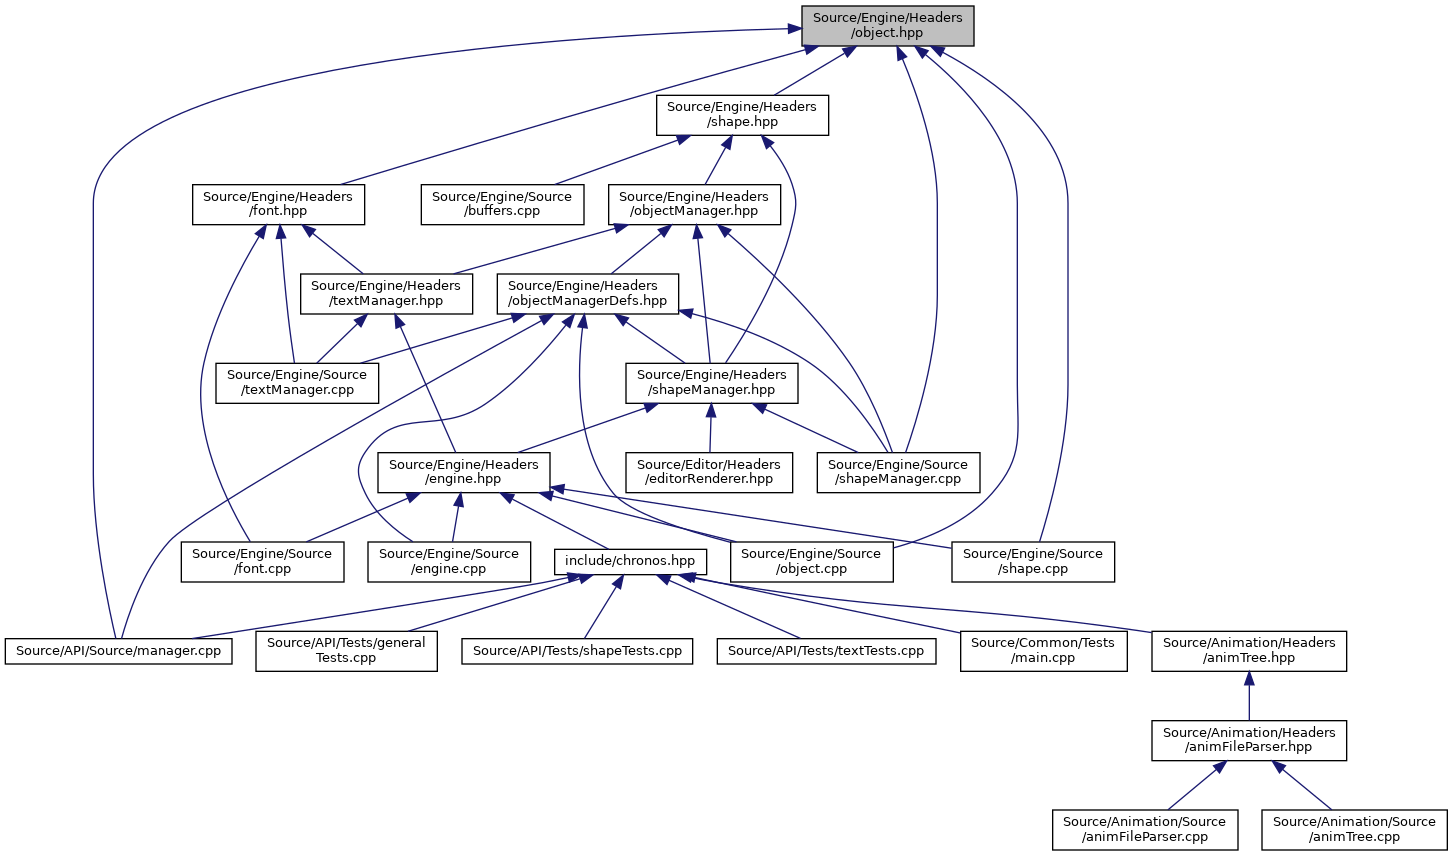 Source/Engine/Headers
/object.hpp
Source/Engine/Headers
/shape.hpp
Source/Engine/Headers
/font.hpp
Source/Engine/Source
/buffers.cpp
Source/Engine/Headers
/objectManager.hpp
Source/Engine/Headers
/textManager.hpp
Source/Engine/Headers
/objectManagerDefs.hpp
Source/Engine/Source
/textManager.cpp
Source/Engine/Headers
/shapeManager.hpp
Source/Engine/Headers
/engine.hpp
Source/Editor/Headers
/editorRenderer.hpp
Source/Engine/Source
/shapeManager.cpp
Source/Engine/Source
/font.cpp
Source/Engine/Source
/engine.cpp
include/chronos.hpp
Source/Engine/Source
/object.cpp
Source/Engine/Source
/shape.cpp
Source/API/Source/manager.cpp
Source/API/Tests/general
Tests.cpp
Source/API/Tests/shapeTests.cpp
Source/API/Tests/textTests.cpp
Source/Common/Tests
/main.cpp
Source/Animation/Headers
/animTree.hpp
Source/Animation/Headers
/animFileParser.hpp
Source/Animation/Source
/animFileParser.cpp
Source/Animation/Source
/animTree.cpp